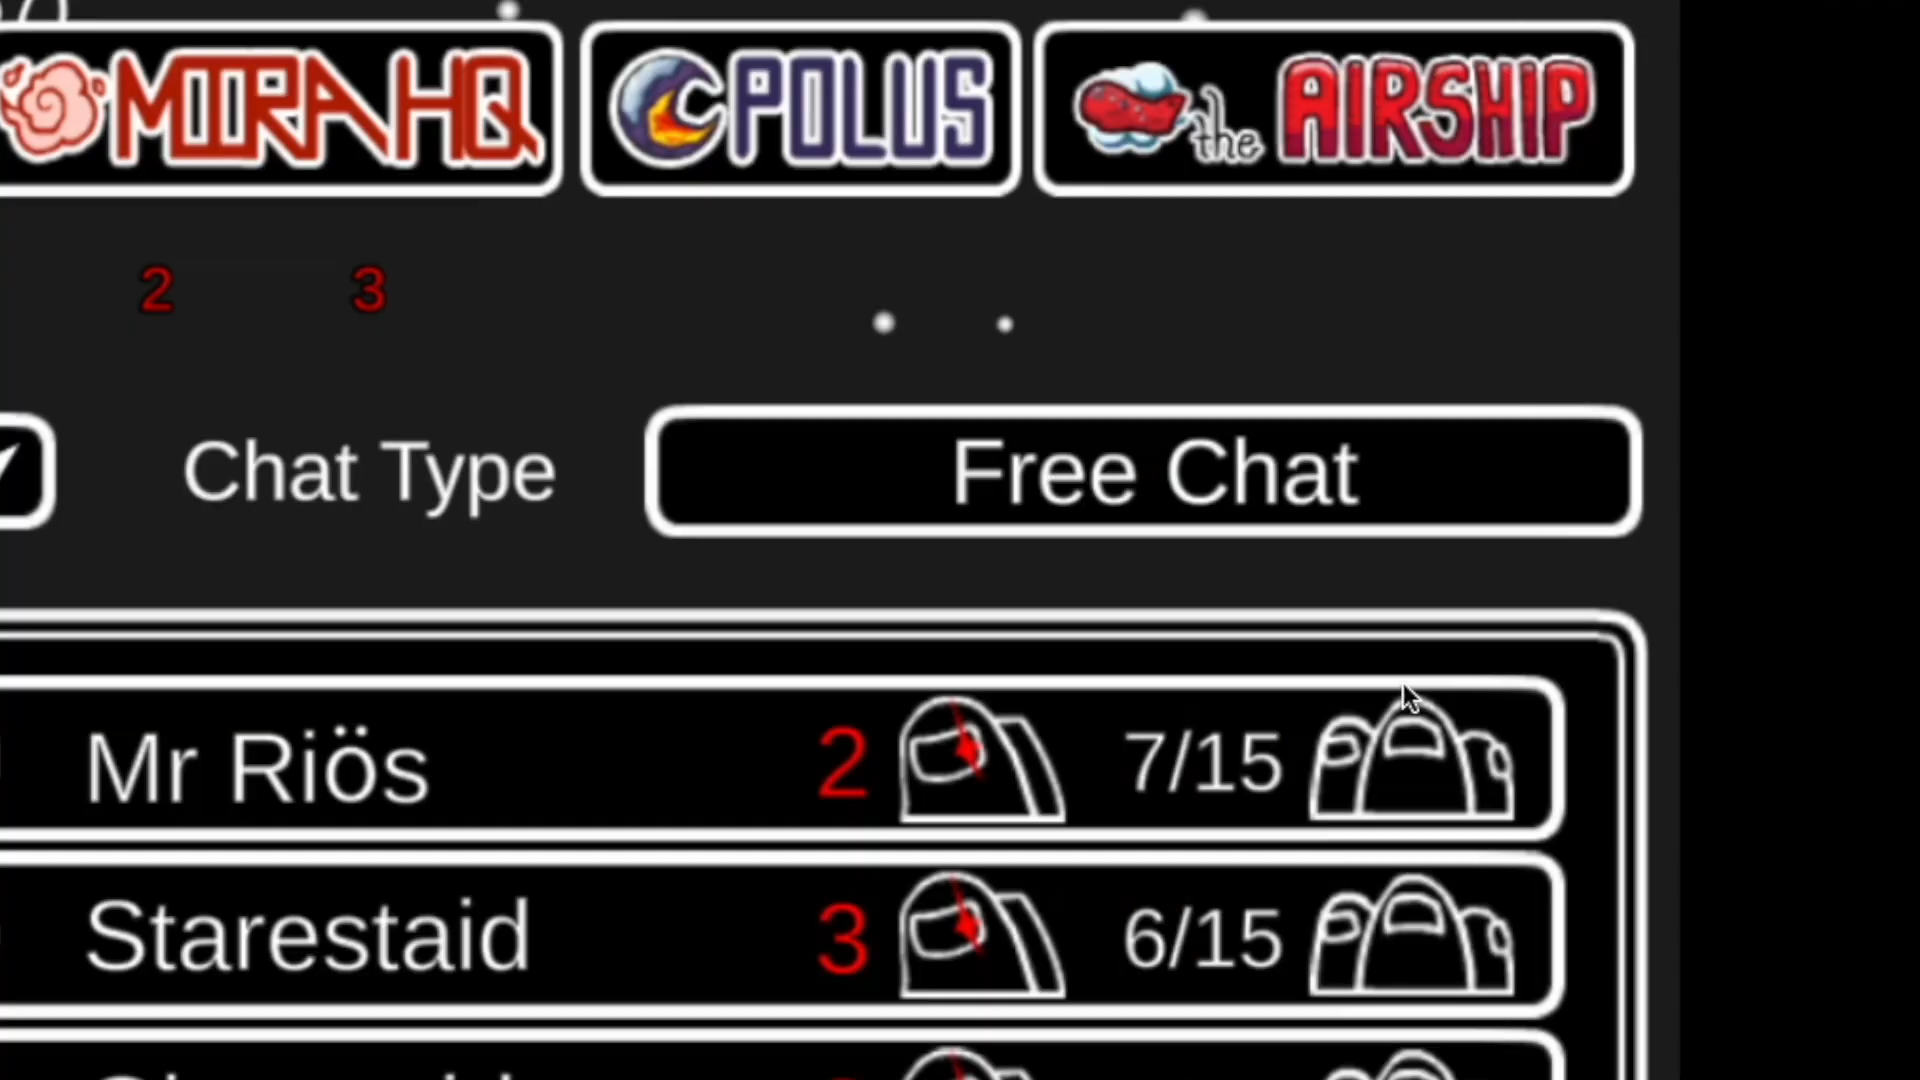 MIRA HQ
POLUS
the AIRSHIP
2 3
Chat Type
Free Chat
Mr Riös 2 7/15
Starestaid 3 6/15